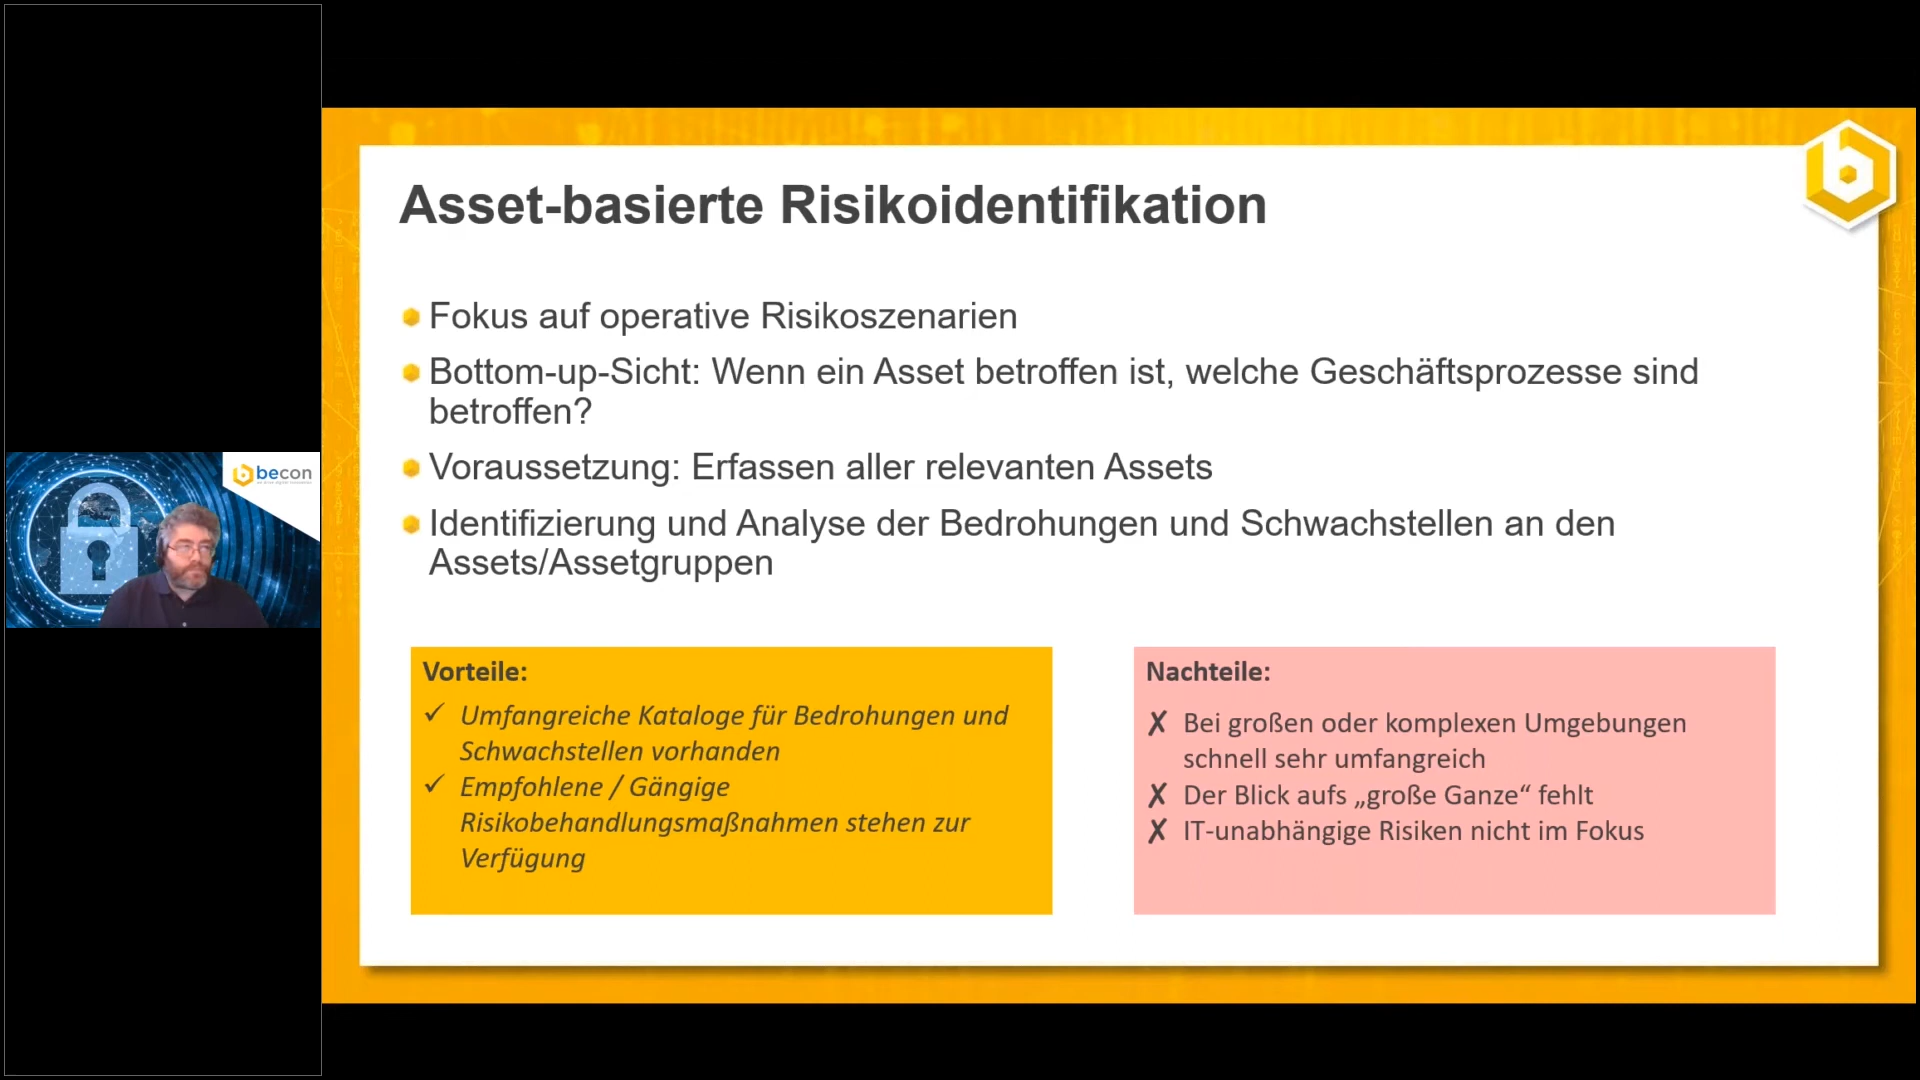 becon
Asset-basierte Risikoidentifikation
Fokus auf operative Risikoszenarien
Bottom-up-Sicht: Wenn ein Asset betroffen ist, welche Geschäftsprozesse sind
betroffen?
Voraussetzung: Erfassen aller relevanten Assets
Identifizierung und Analyse der Bedrohungen und Schwachstellen an den
Assets/Assetgruppen
Vorteile:
✓ Umfangreiche Kataloge für Bedrohungen und
Schwachstellen vorhanden
✓ Empfohlene / Gängige
Risikobehandlungsmaßnahmen stehen zur
Verfügung
Nachteile:
✗ Bei großen oder komplexen Umgebungen
schnell sehr umfangreich
✗ Der Blick aufs „große Ganze“ fehlt
✗ IT-unabhängige Risiken nicht im Fokus